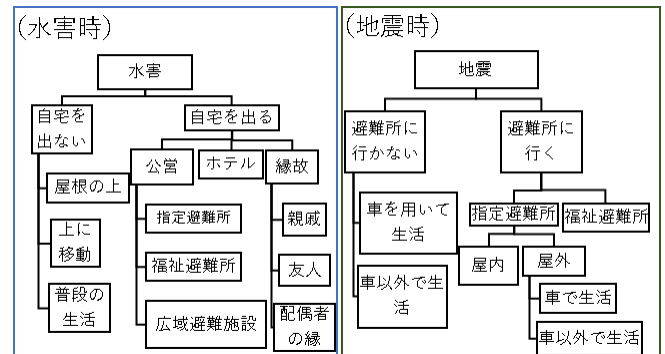 (水害時)
水害
自宅を
出ない
自宅を出る
屋根の上
上に
移動
普段の
生活
公営
ホテル
縁故
指定避難所
福祉避難所
広域避難施設
親戚
友人
配偶者
の縁
(地震時)
地震
避難所に
行かない
避難所に
行く
車を用いて
生活
車以外で生
活
指定避難所
福祉避難所
屋内
屋外
車で生活
車以外で生活